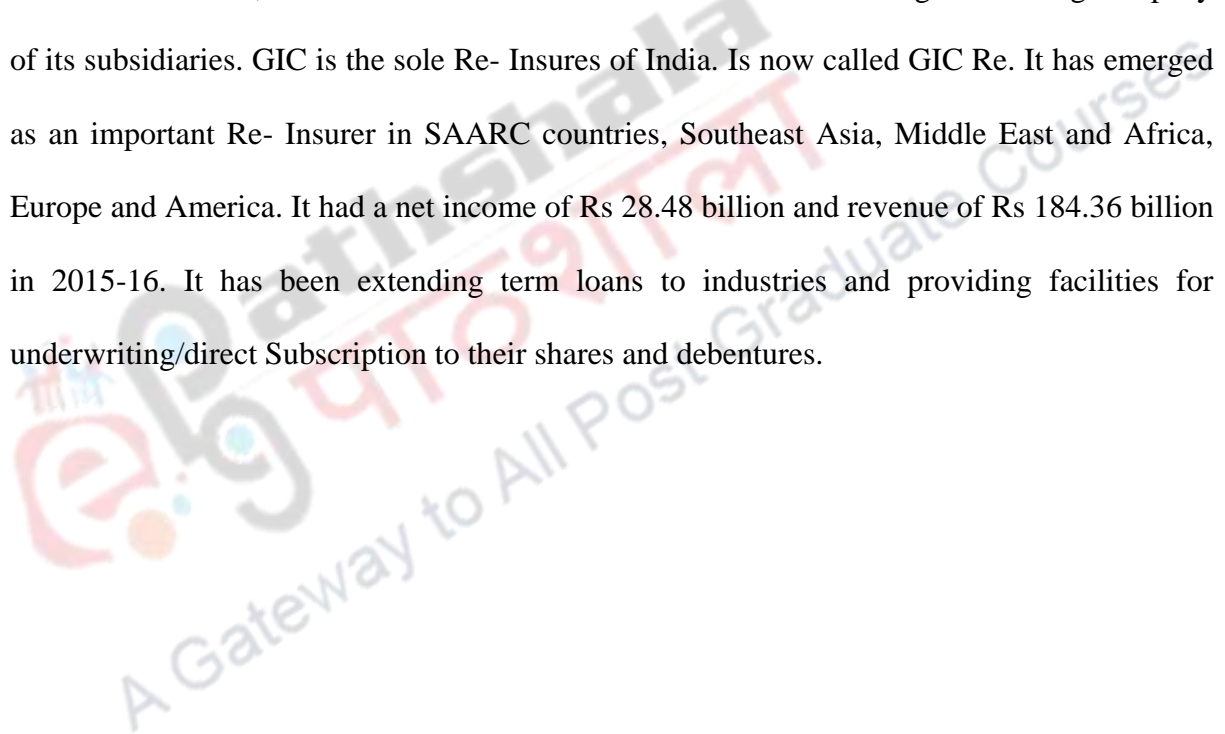 of its subsidiaries. GIC is the sole Re- Insures of India. Is now called GIC Re. It has emerged
as an important Re- Insurer in SAARC countries, Southeast Asia, Middle East and Africa,
Europe and America. It had a net income of Rs 28.48 billion and revenue of Rs 184.36 billion
in 2015-16. It has been extending term loans to industries and providing facilities for
underwriting/direct Subscription to their shares and debentures.
ePG Pathshala
पाठशाला
A Gateway to All Post Graduate Courses